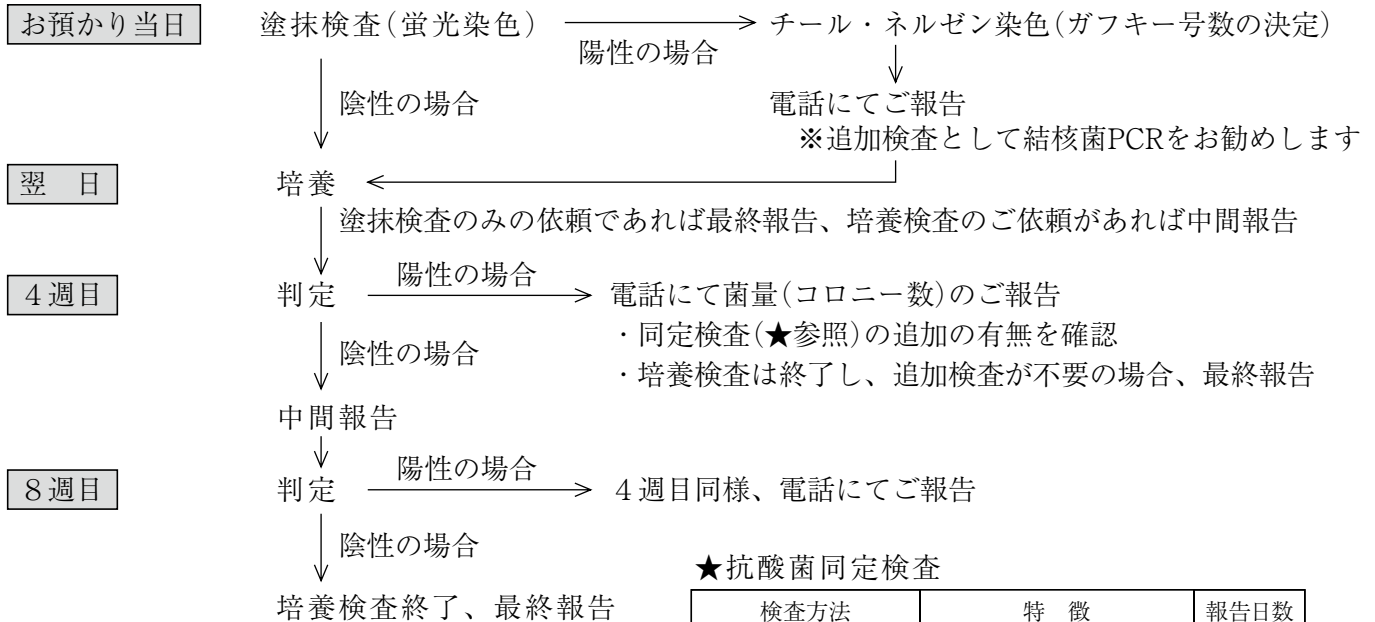 お預かり当日 塗抹検査(蛍光染色) 陽性の場合 チール・ネルゼン染色(ガフキー号数の決定)
陰性の場合 電話にてご報告
※追加検査として結核菌PCRをお勧めします
翌 日 培養
塗抹検査のみの依頼であれば最終報告、培養検査のご依頼があれば中間報告
4週目 判定 陽性の場合 電話にて菌量(コロニー数)のご報告
・同定検査(★参照)の追加の有無を確認
陰性の場合 ・培養検査は終了し、追加検査が不要の場合、最終報告
中間報告
8週目 判定 陽性の場合 4週目同様、電話にてご報告
陰性の場合
★抗酸菌同定検査
培養検査終了、最終報告 検査方法 特 徴 報告日数